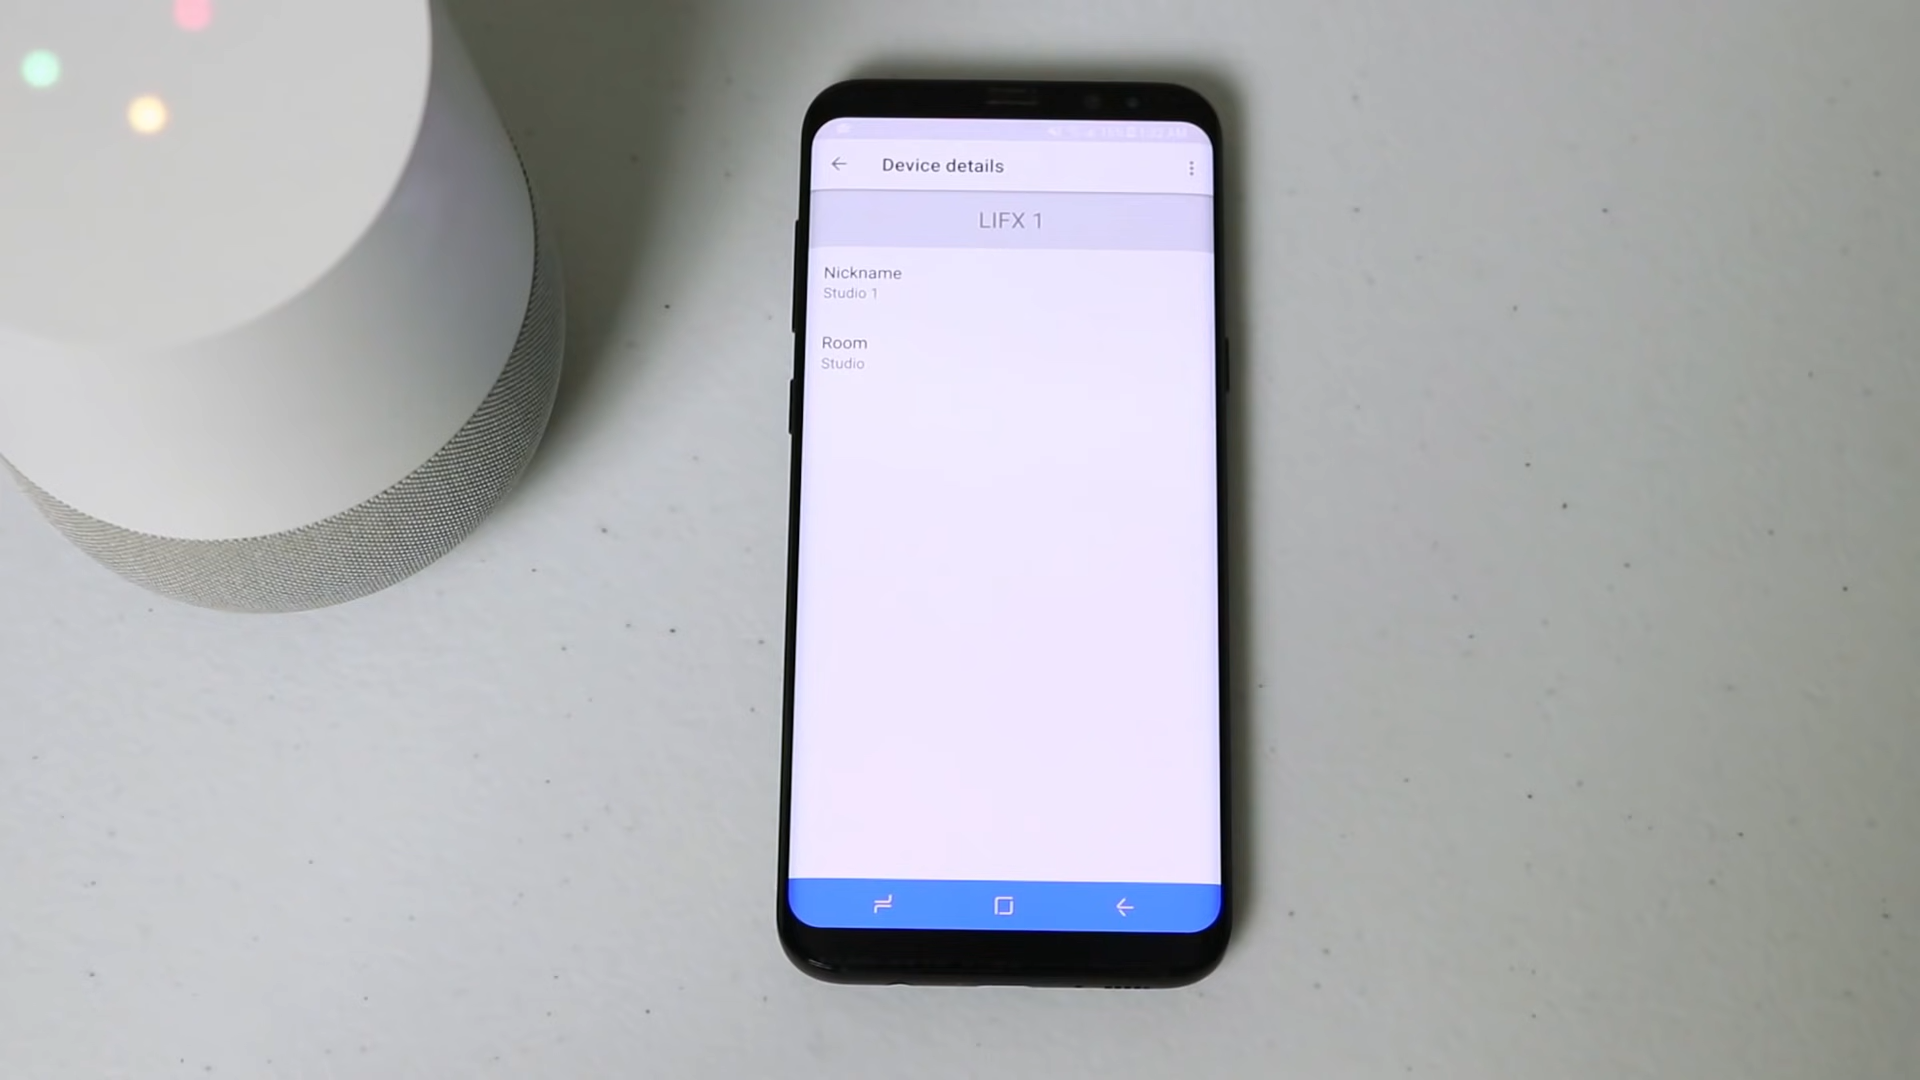 Device details
LIFX 1
Nickname
Studio 1
Room
Studio